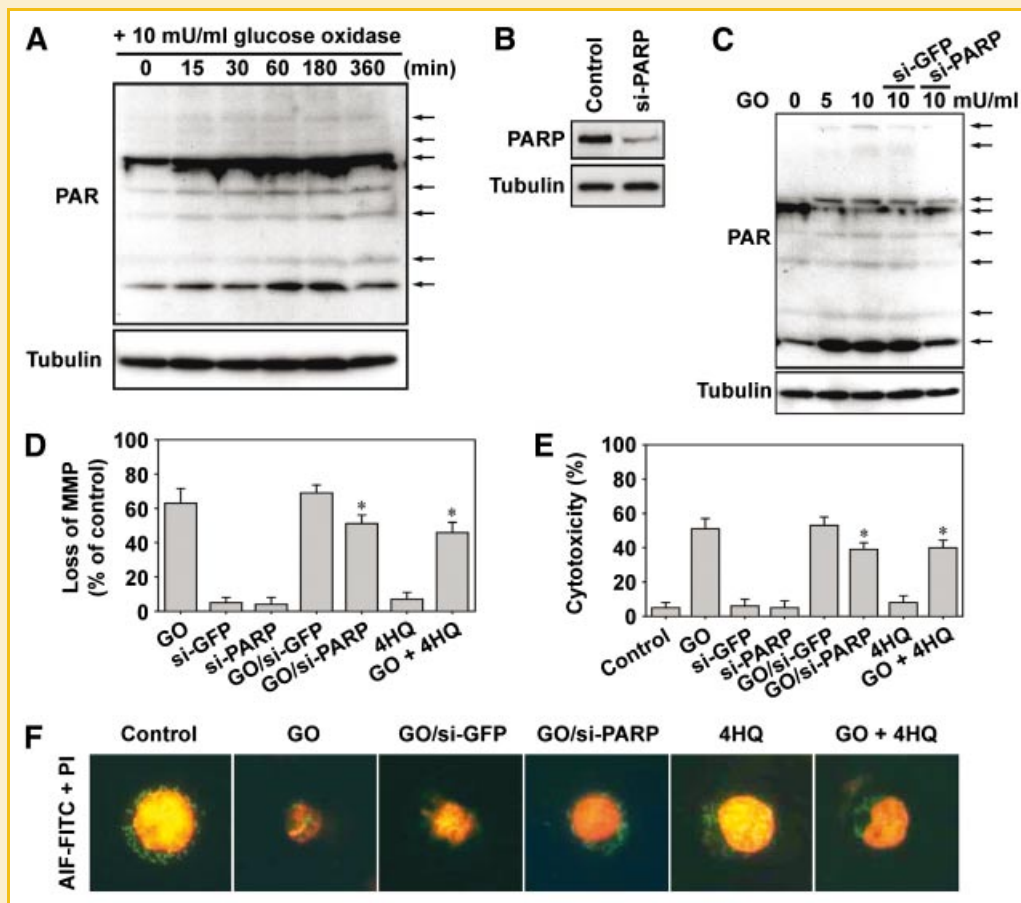 A
+ 10 mU/ml glucose oxidase
0 15 30 60 180 360 (min)
PAR
Tubulin
B
Control si-PARP
PARP
Tubulin
C
si-GFP si-PARP
GO 0 5 10 10 10 mU/ml
PAR
Tubulin
D
Loss of MMP
(% of control)
100
80
60
40
20
0
* *
GO si-GFP si-PARP GO/si-GFP GO/si-PARP 4HQ GO + 4HQ
E
Cytotoxicity (%)
100
80
60
40
20
0
* *
Control GO si-GFP si-PARP GO/si-GFP GO/si-PARP 4HQ GO + 4HQ
F
Control GO GO/si-GFP GO/si-PARP 4HQ GO + 4HQ
AIF-FITC + PI